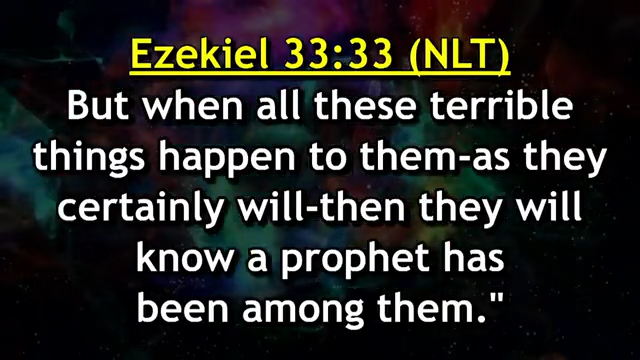 Ezekiel 33:33 (NLT)
But when all these terrible
things happen to them-as they
certainly will-then they will
know a prophet has
been among them."